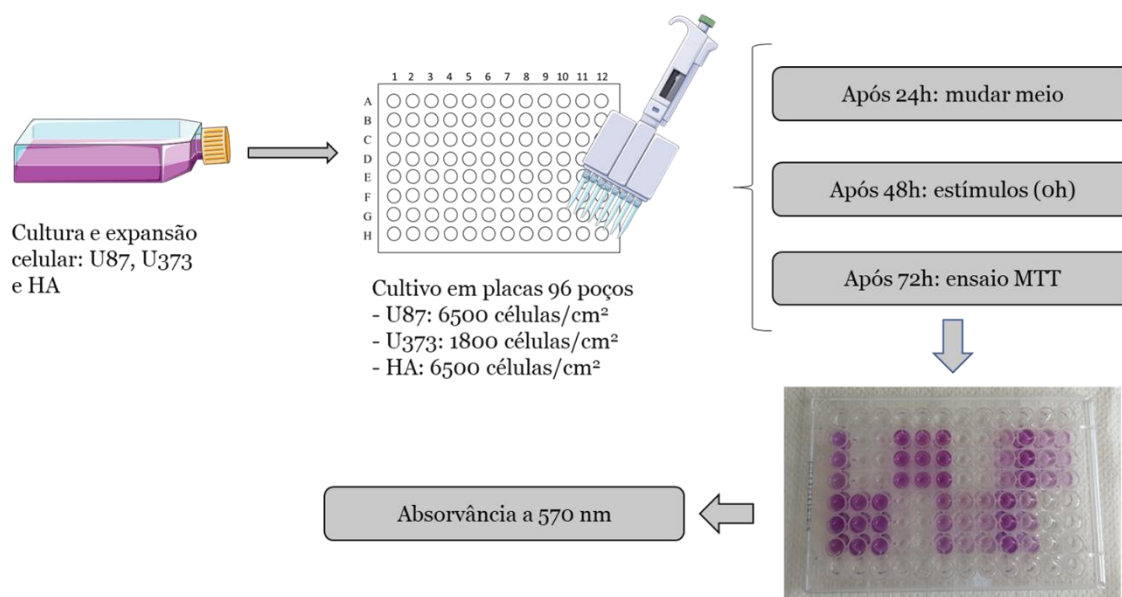 Cultura e expansão
celular: U87, U373
e HA
1 2 3 4 5 6 7 8 9 10 11 12
A
B
C
D
E
F
G
H
Cultivo em placas 96 poços
- U87: 6500 células/cm²
- U373: 1800 células/cm²
- HA: 6500 células/cm²
Após 24h: mudar meio
Após 48h: estímulos (0h)
Após 72h: ensaio MTT
Absorvância a 570 nm